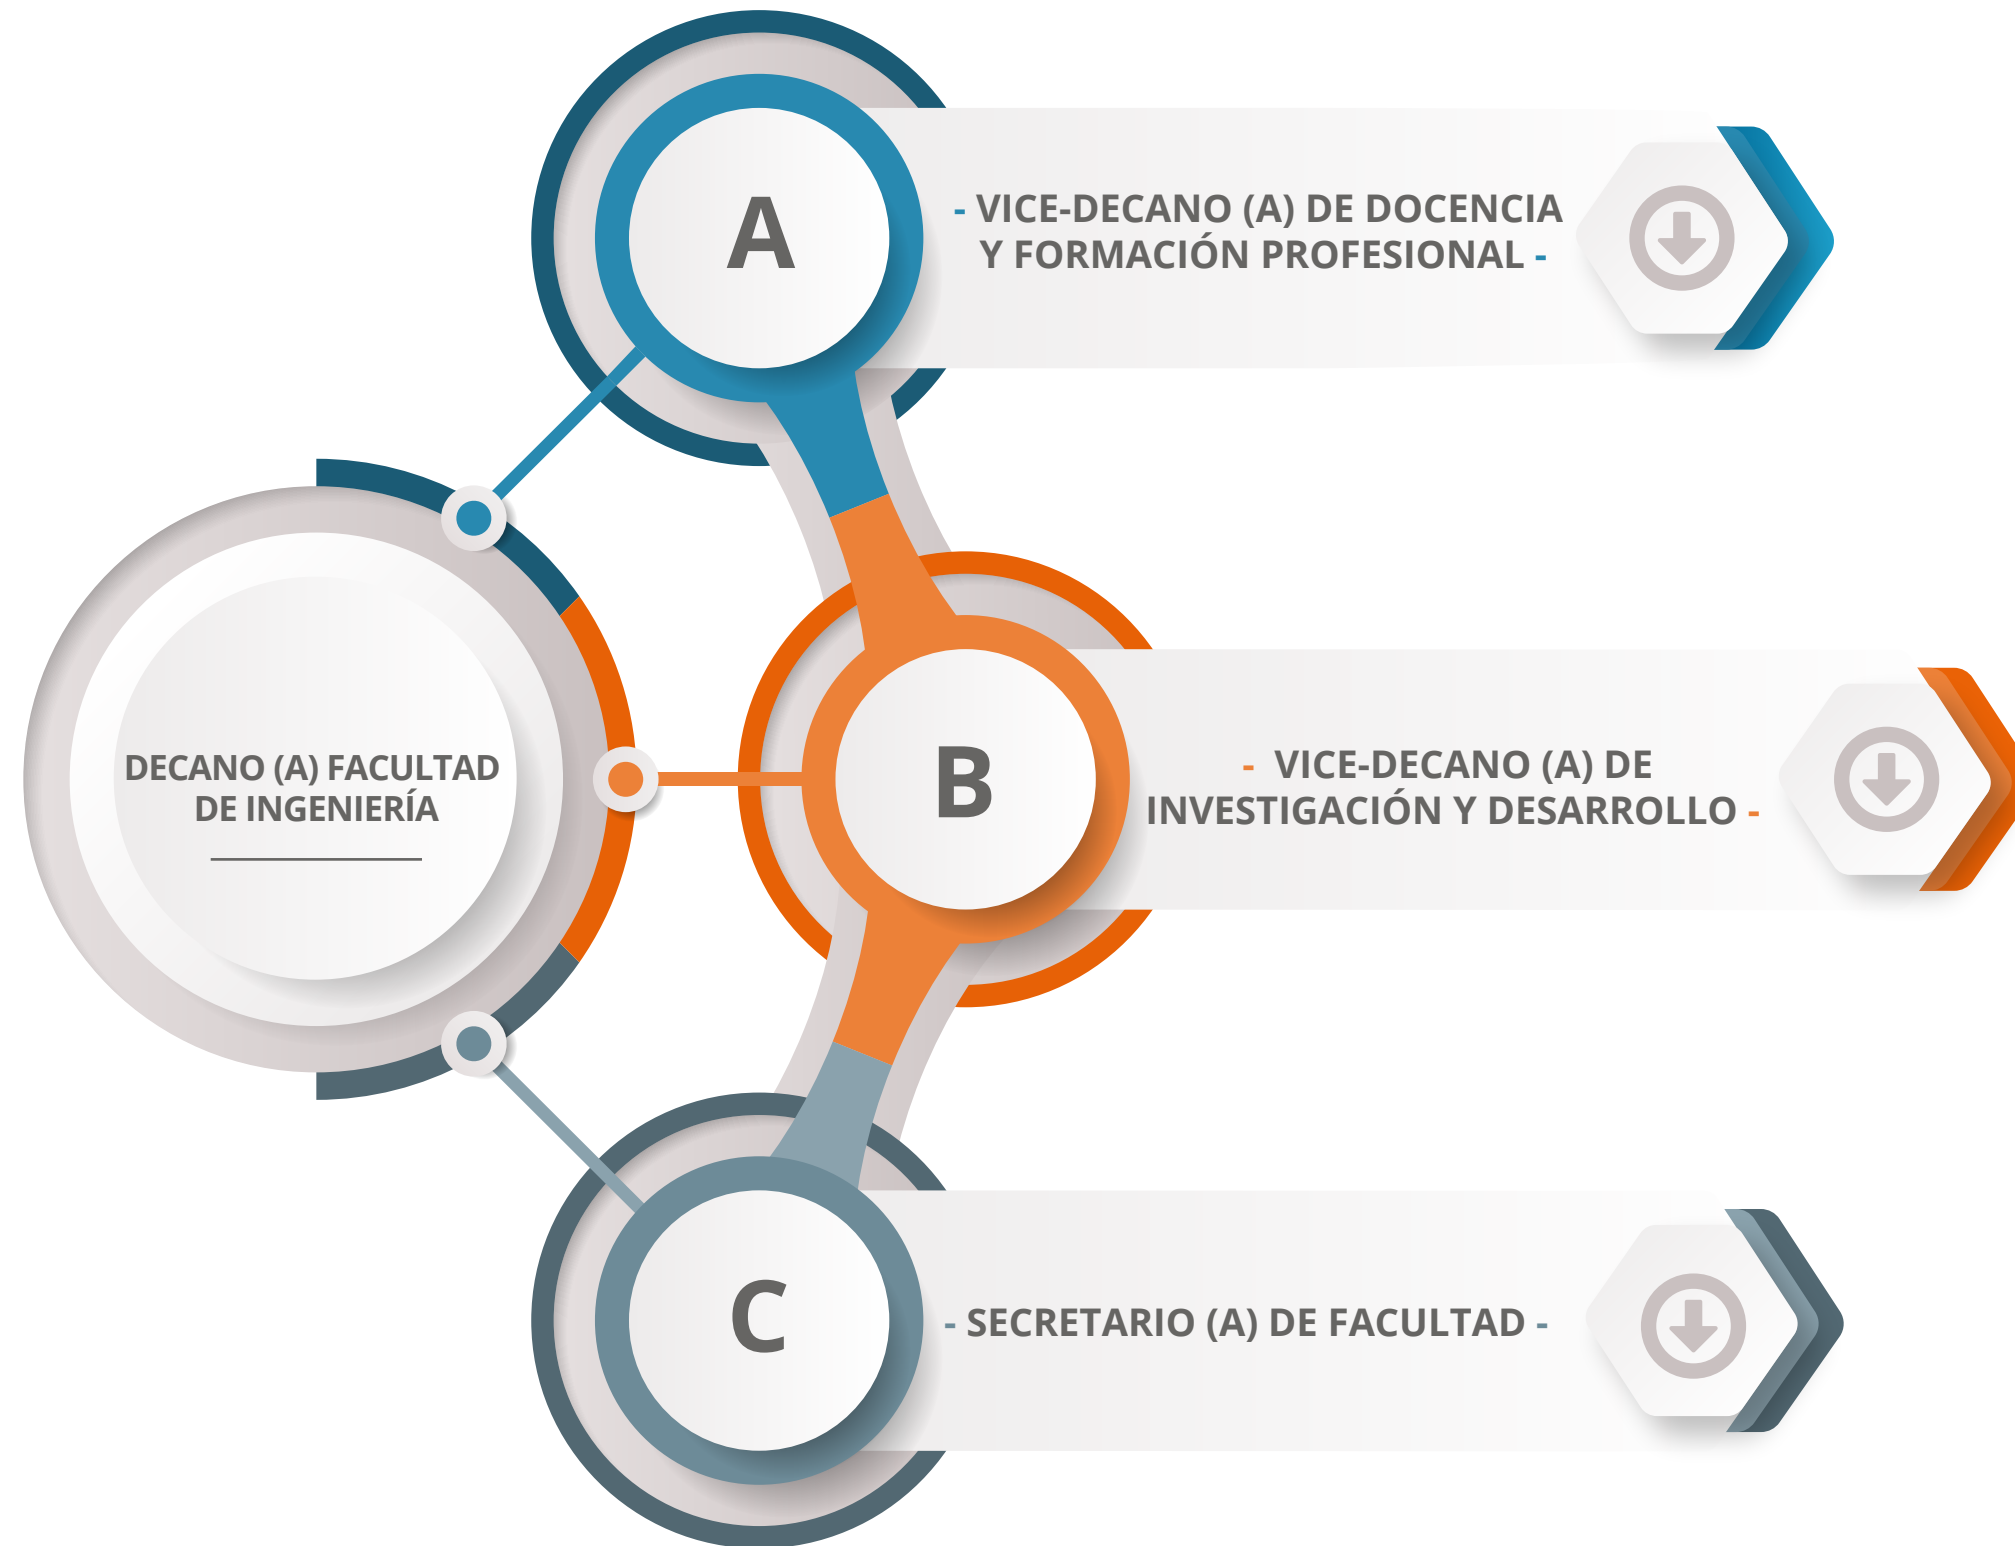 A
- VICE-DECANO (A) DE DOCENCIA
Y FORMACIÓN PROFESIONAL -
DECANO (A) FACULTAD
DE INGENIERÍA
B
- VICE-DECANO (A) DE
INVESTIGACIÓN Y DESARROLLO -
C
- SECRETARIO (A) DE FACULTAD -